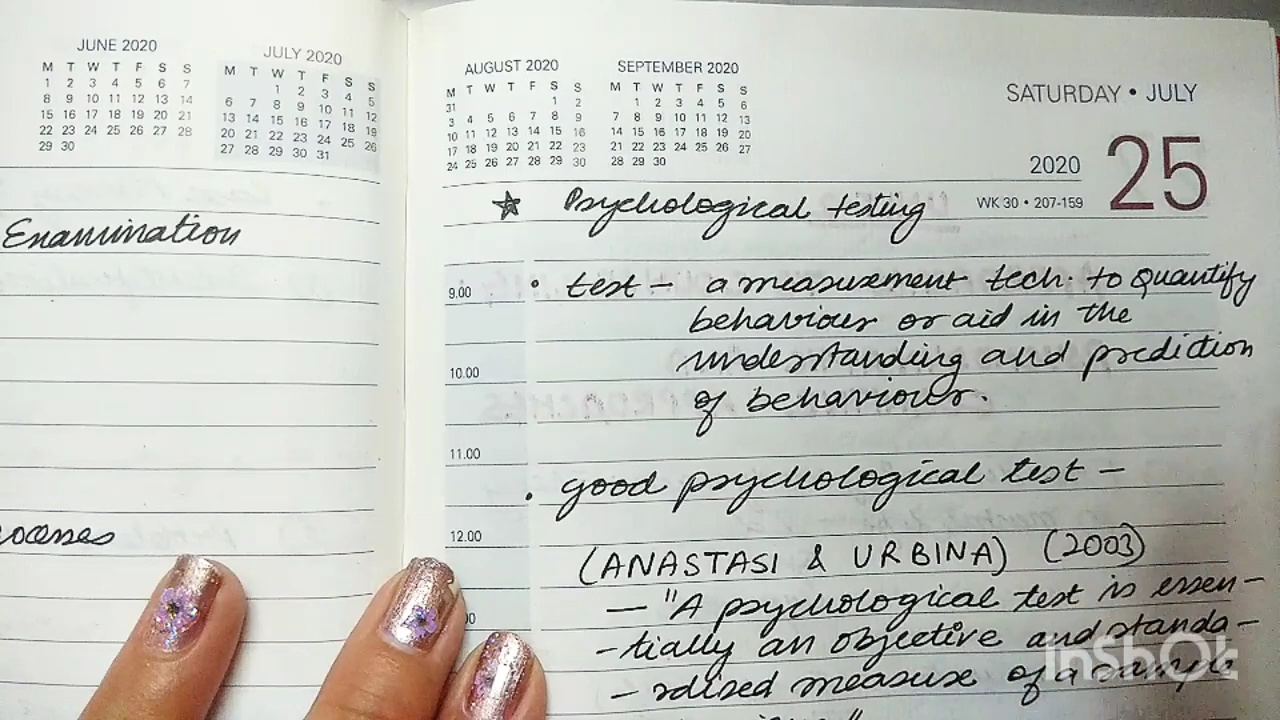 JUNE 2020
M T W T F S S
1 2 3 4 5 6 7
8 9 10 11 12 13 14
15 16 17 18 19 20 21
22 23 24 25 26 27 28
29 30
JULY 2020
M T W T F S S
1 2 3 4 5
6 7 8 9 10 11 12
13 14 15 16 17 18 19
20 21 22 23 24 25 26
27 28 29 30 31
Examination
ocesses
AUGUST 2020
M T W T F S S
31 1 2
3 4 5 6 7 8 9
10 11 12 13 14 15 16
17 18 19 20 21 22 23
24 25 26 27 28 29 30
SEPTEMBER 2020
M T W T F S S
1 2 3 4 5 6
7 8 9 10 11 12 13
14 15 16 17 18 19 20
21 22 23 24 25 26 27
28 29 30
SATURDAY • JULY
2020 25
WK 30 • 207-159
☆ Psychological testing
9.00 • test – a measurement tech. to quantify
behaviour or aid in the
understanding and prediction
10.00
of behaviour.
11.00
• good psychological test –
12.00
(ANASTASI & URBINA) (2003)
— "A psychological test is essen-
-tially an objective and standa-
- rdised measure of a sample
InShOt